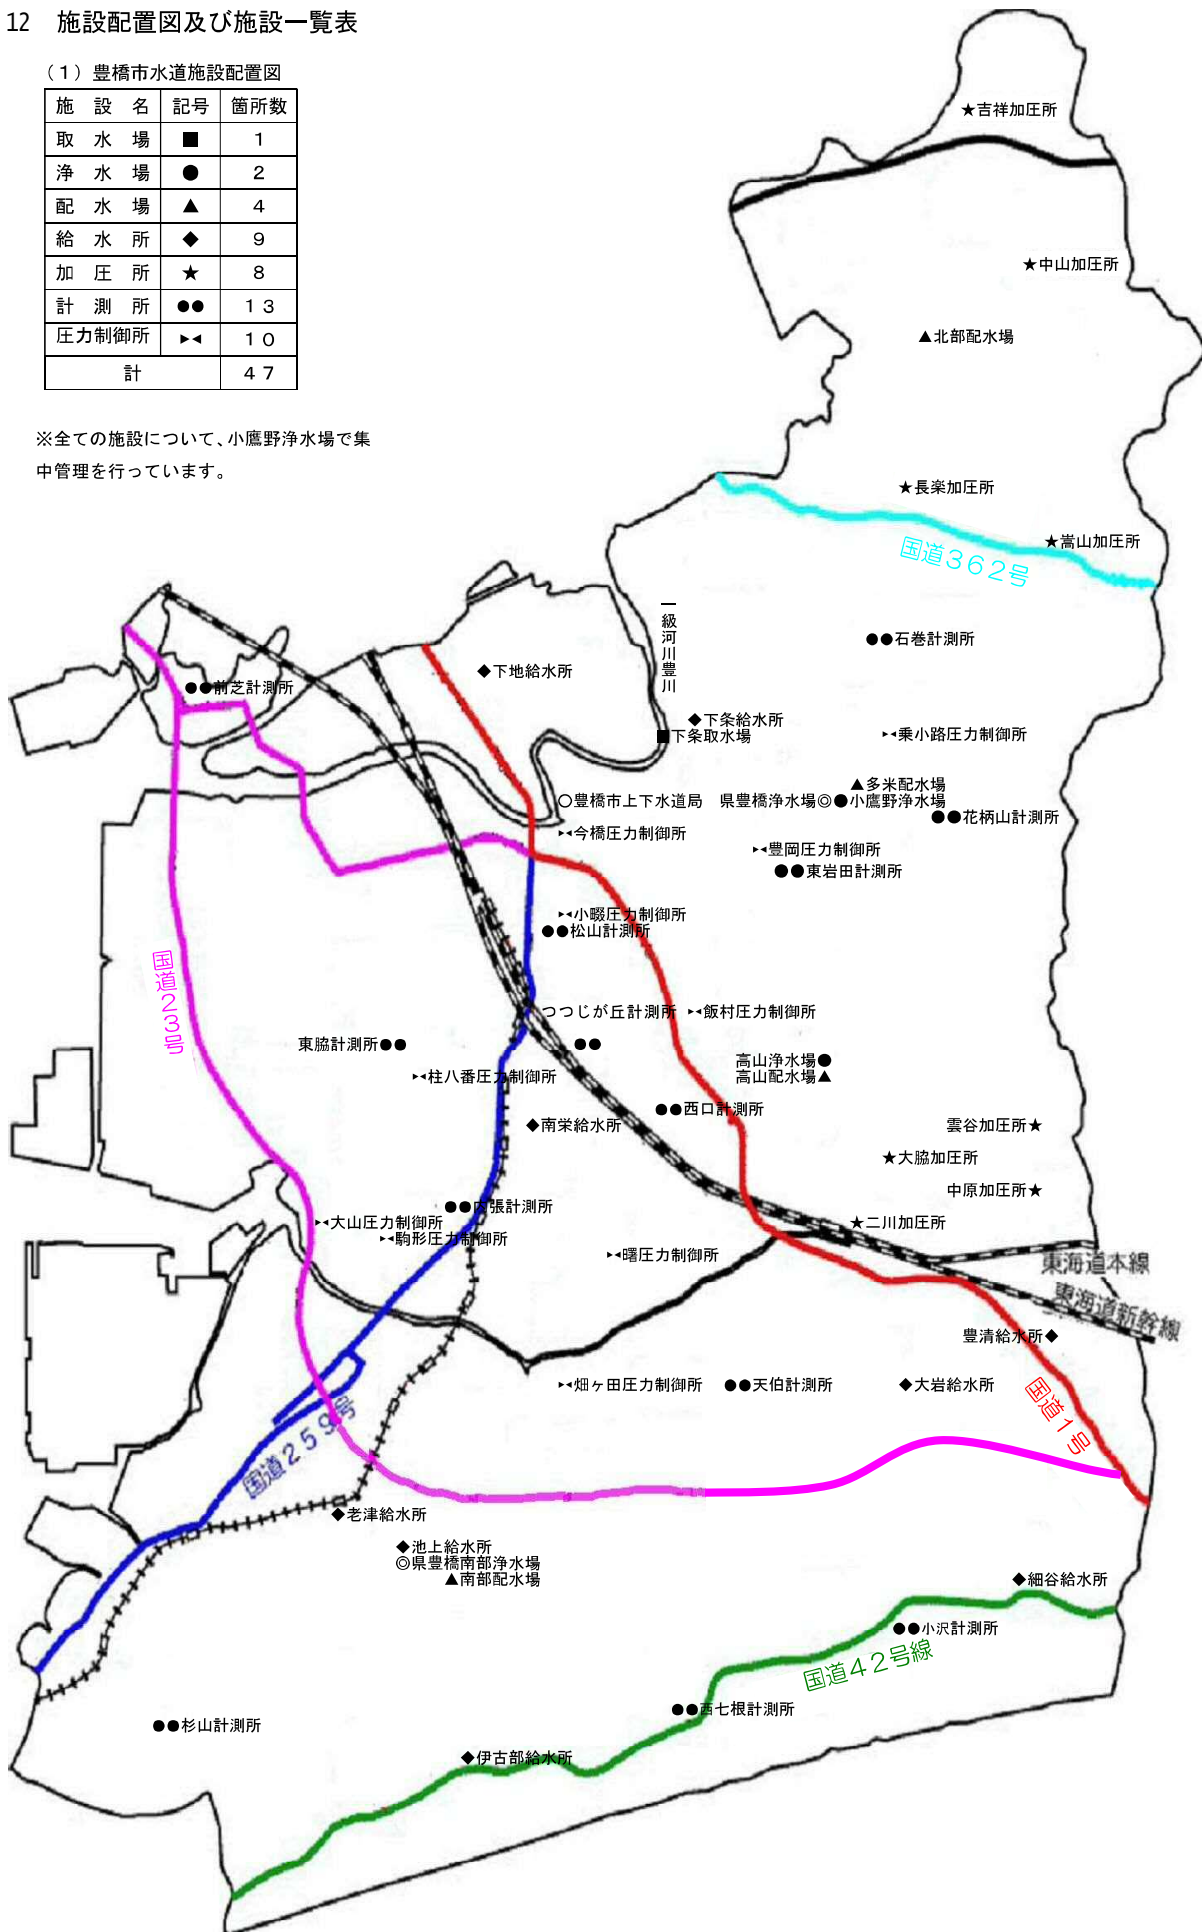 12　施設配置図及び施設一覧表
（１）豊橋市水道施設配置図
施設名 記号 箇所数
取水場 ■ 1
浄水場 ● 2
配水場 ▲ 4
給水所 ◆ 9
加圧所 ★ 8
計測所 ●● 13
圧力制御所 ▶◀ 10
計 47
※全ての施設について、小鷹野浄水場で集
中管理を行っています。
★吉祥加圧所
★中山加圧所
▲北部配水場
★長楽加圧所
★嵩山加圧所
国道362号
一級河川豊川
●●石巻計測所
◆下地給水所
●●前芝計測所
◆下条給水所
■下条取水場
▶◀乗小路圧力制御所
▲多米配水場
○豊橋市上下水道局
県豊橋浄水場◎●小鷹野浄水場
●●花柄山計測所
▶◀今橋圧力制御所
▶◀豊岡圧力制御所
●●東岩田計測所
▶◀小畷圧力制御所
●●松山計測所
国道23号
つつじが丘計測所
●●
▶◀飯村圧力制御所
東脇計測所●●
高山浄水場●
高山配水場▲
▶◀柱八番圧力制御所
●●西口計測所
◆南栄給水所
雲谷加圧所★
★大脇加圧所
中原加圧所★
●●内張計測所
▶◀大山圧力制御所
★二川加圧所
▶◀駒形圧力制御所
▶◀曙圧力制御所
東海道本線
東海道新幹線
豊清給水所◆
▶◀畑ヶ田圧力制御所
●●天伯計測所
◆大岩給水所
国道1号
国道259号
◆老津給水所
◆池上給水所
◎県豊橋南部浄水場
▲南部配水場
◆細谷給水所
●●小沢計測所
国道42号線
●●西七根計測所
●●杉山計測所
◆伊古部給水所